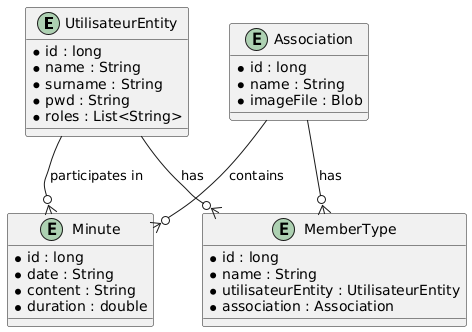 E UtilisateurEntity
id : long
name : String
surname : String
pwd : String
roles : List<String>
E Association
id : long
name : String
imageFile : Blob
participates in
has
contains
has
E Minute
id : long
date : String
content : String
duration : double
E MemberType
id : long
name : String
utilisateurEntity : UtilisateurEntity
association : Association